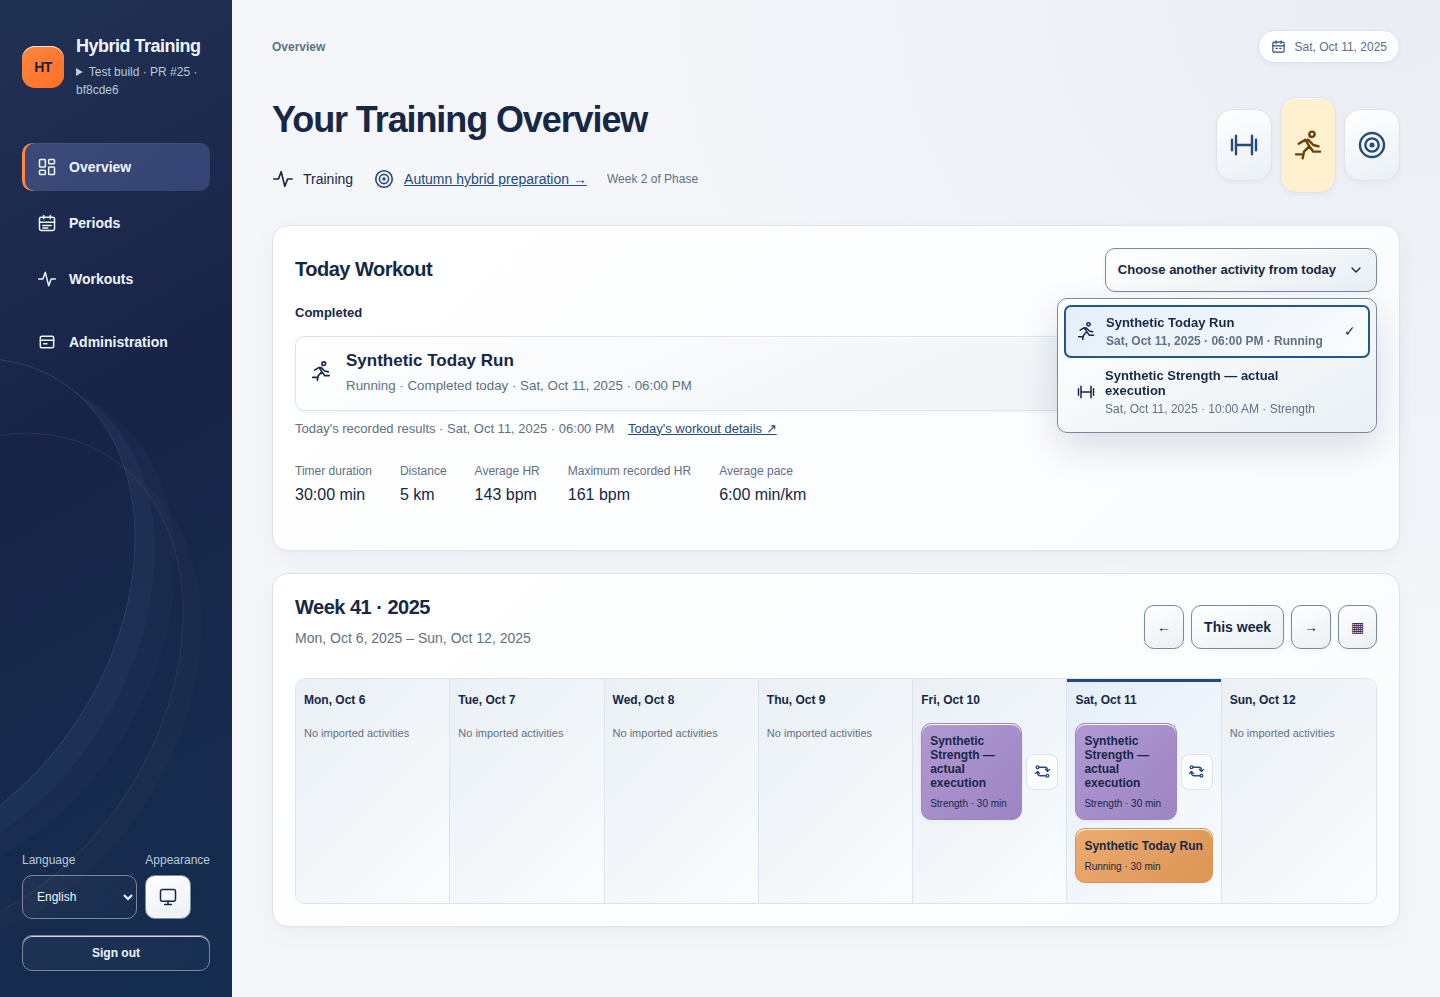 HT
Hybrid Training
▶ Test build · PR #25 ·
bf8cde6
Overview
Periods
Workouts
Administration
Language
Appearance
English
Sign out
Overview
Sat, Oct 11, 2025
Your Training Overview
Training
Autumn hybrid preparation →
Week 2 of Phase
Today Workout
Choose another activity from today
Completed
Synthetic Today Run
Running · Completed today · Sat, Oct 11, 2025 · 06:00 PM
Synthetic Today Run
Sat, Oct 11, 2025 · 06:00 PM · Running
✓
Synthetic Strength — actual
execution
Sat, Oct 11, 2025 · 10:00 AM · Strength
Today's recorded results · Sat, Oct 11, 2025 · 06:00 PM
Today's workout details ↗
Timer duration
30:00 min
Distance
5 km
Average HR
143 bpm
Maximum recorded HR
161 bpm
Average pace
6:00 min/km
Week 41 · 2025
Mon, Oct 6, 2025 – Sun, Oct 12, 2025
←
This week
→
Mon, Oct 6
No imported activities
Tue, Oct 7
No imported activities
Wed, Oct 8
No imported activities
Thu, Oct 9
No imported activities
Fri, Oct 10
Synthetic
Strength —
actual
execution
Strength · 30 min
Sat, Oct 11
Synthetic
Strength —
actual
execution
Strength · 30 min
Synthetic Today Run
Running · 30 min
Sun, Oct 12
No imported activities